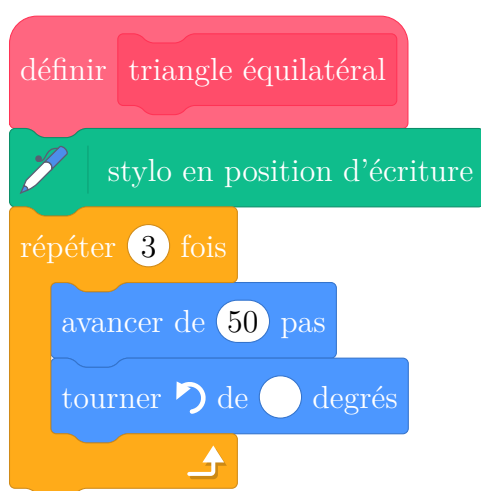 définir triangle équilatéral
stylo en position d'écriture
répéter 3 fois
avancer de 50 pas
tourner de degrés